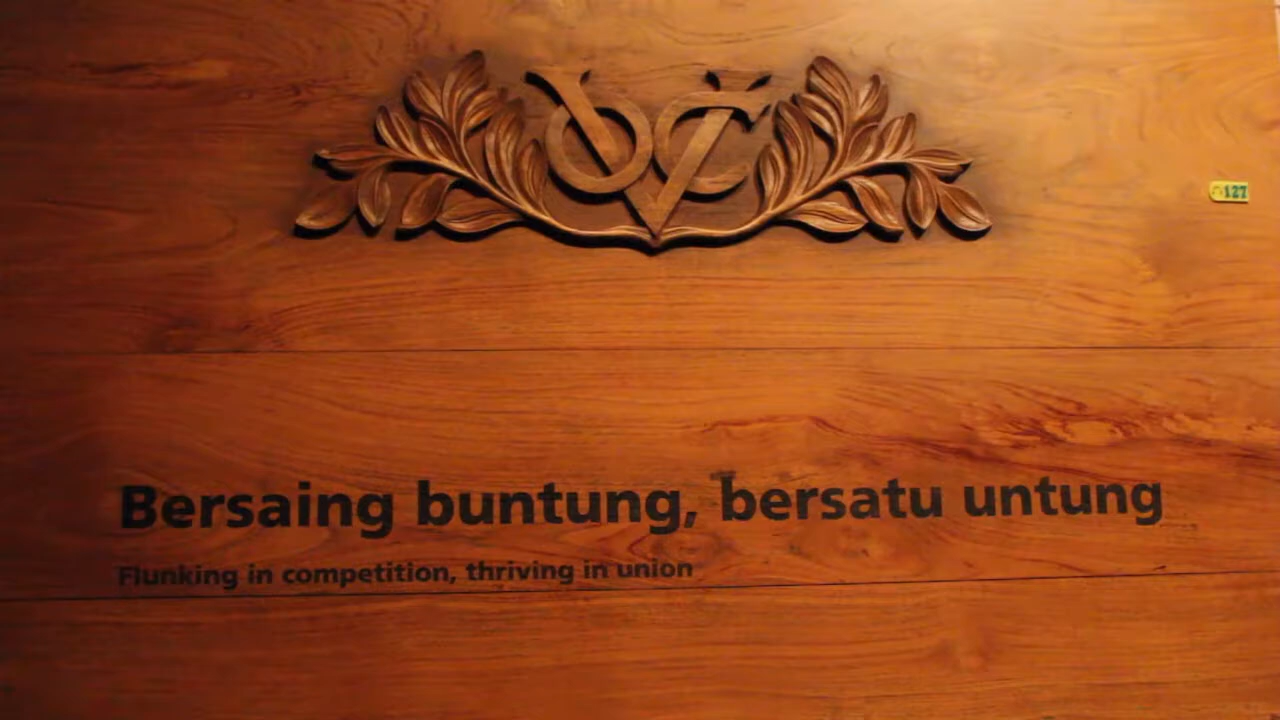 VOC
127
Bersaing buntung, bersatu untung
Flunking in competition, thriving in union